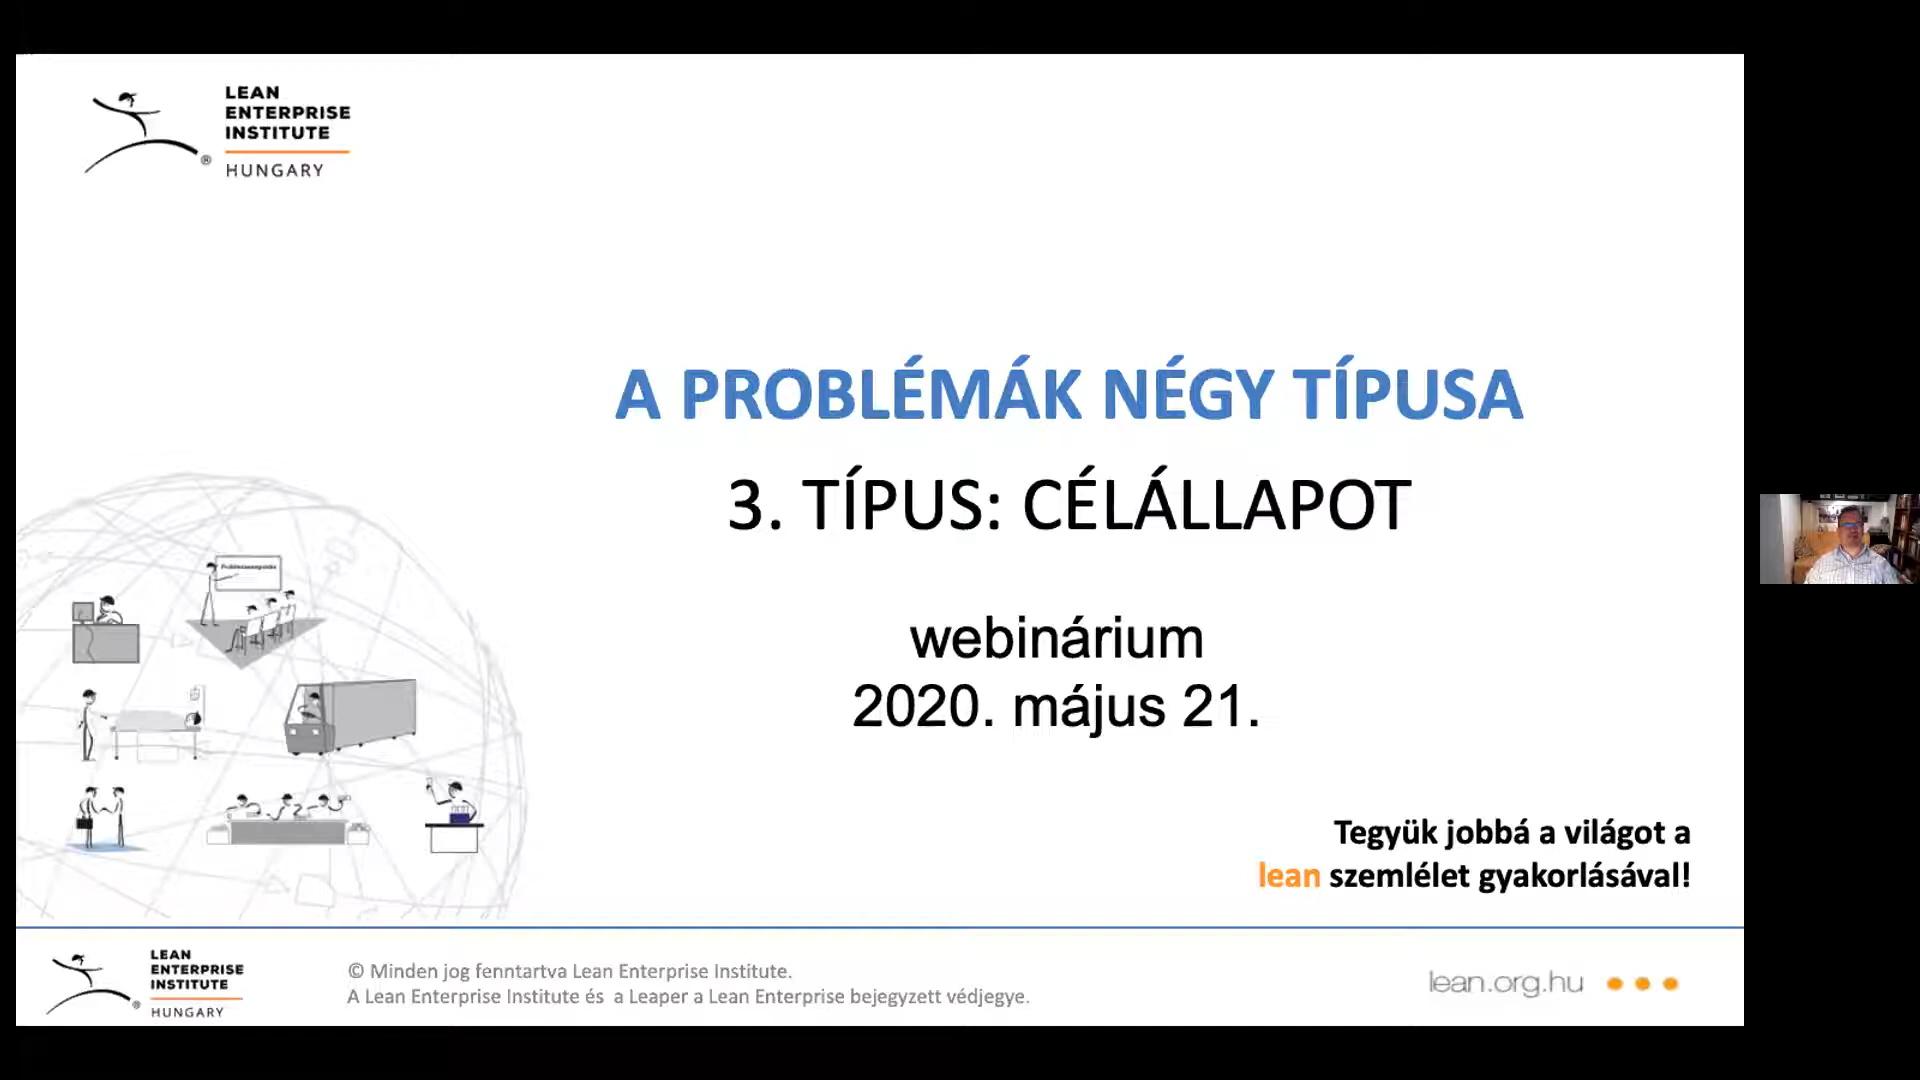 LEAN
ENTERPRISE
INSTITUTE
®
HUNGARY
A PROBLÉMÁK NÉGY TÍPUSA
3. TÍPUS: CÉLÁLLAPOT
webinárium
2020. május 21.
Tegyük jobbá a világot a
lean szemlélet gyakorlásával!
LEAN
ENTERPRISE
INSTITUTE
®
HUNGARY
© Minden jog fenntartva Lean Enterprise Institute.
A Lean Enterprise Institute és a Leaper a Lean Enterprise bejegyzett védjegye.
lean.org.hu